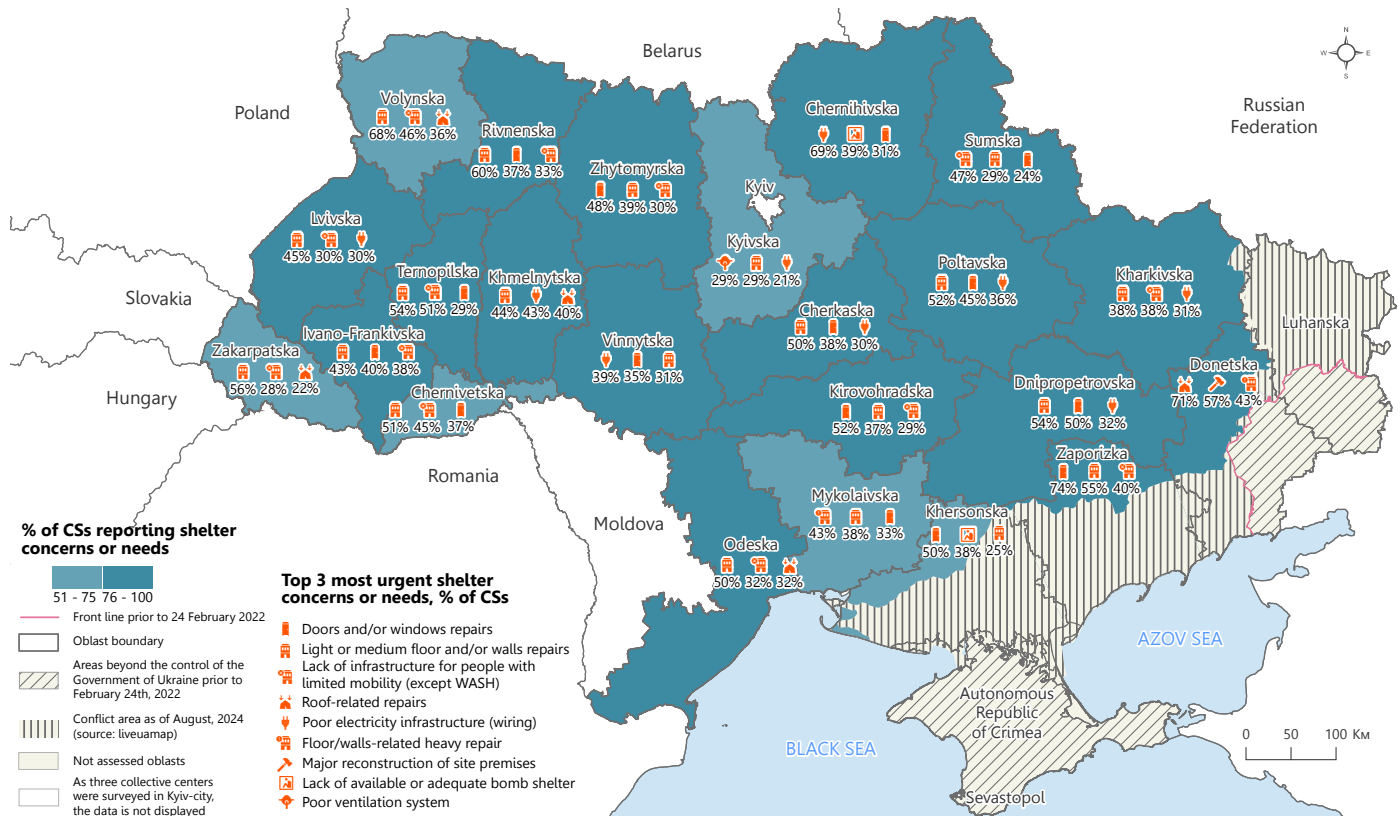 Belarus
Poland
Russian
Federation
N
W
E
S
Volynska
68% 46% 36%
Rivnenska
60% 37% 33%
Zhytomyrska
48% 39% 30%
Kyiv
Kyivska
29% 29% 21%
Chernihivska
69% 39% 31%
Sumska
47% 29% 24%
Lvivska
45% 30% 30%
Ternopilska
54% 51% 29%
Khmelnytska
44% 43% 40%
Poltavska
52% 45% 36%
Kharkivska
38% 38% 31%
Luhanska
Slovakia
Cherkaska
50% 38% 30%
Ivano-Frankivska
43% 40% 38%
Zakarpatska
56% 28% 22%
Vinnytska
39% 35% 31%
Donetska
71% 57% 43%
Hungary
Chernivetska
51% 45% 37%
Kirovohradska
52% 37% 29%
Dnipropetrovska
54% 50% 32%
Zaporizka
74% 55% 40%
Romania
Moldova
Mykolaivska
43% 38% 33%
Khersonska
50% 38% 25%
Odeska
50% 32% 32%
AZOV SEA
BLACK SEA
Autonomous
Republic
of Crimea
Sevastopol
0 50 100 Км
% of CSs reporting shelter
concerns or needs
51 - 75 76 - 100
Front line prior to 24 February 2022
Oblast boundary
Areas beyond the control of the
Government of Ukraine prior to
February 24th, 2022
Conflict area as of August, 2024
(source: liveuamap)
Not assessed oblasts
As three collective centers
were surveyed in Kyiv-city,
the data is not displayed
Top 3 most urgent shelter
concerns or needs, % of CSs
Doors and/or windows repairs
Light or medium floor and/or walls repairs
Lack of infrastructure for people with
limited mobility (except WASH)
Roof-related repairs
Poor electricity infrastructure (wiring)
Floor/walls-related heavy repair
Major reconstruction of site premises
Lack of available or adequate bomb shelter
Poor ventilation system